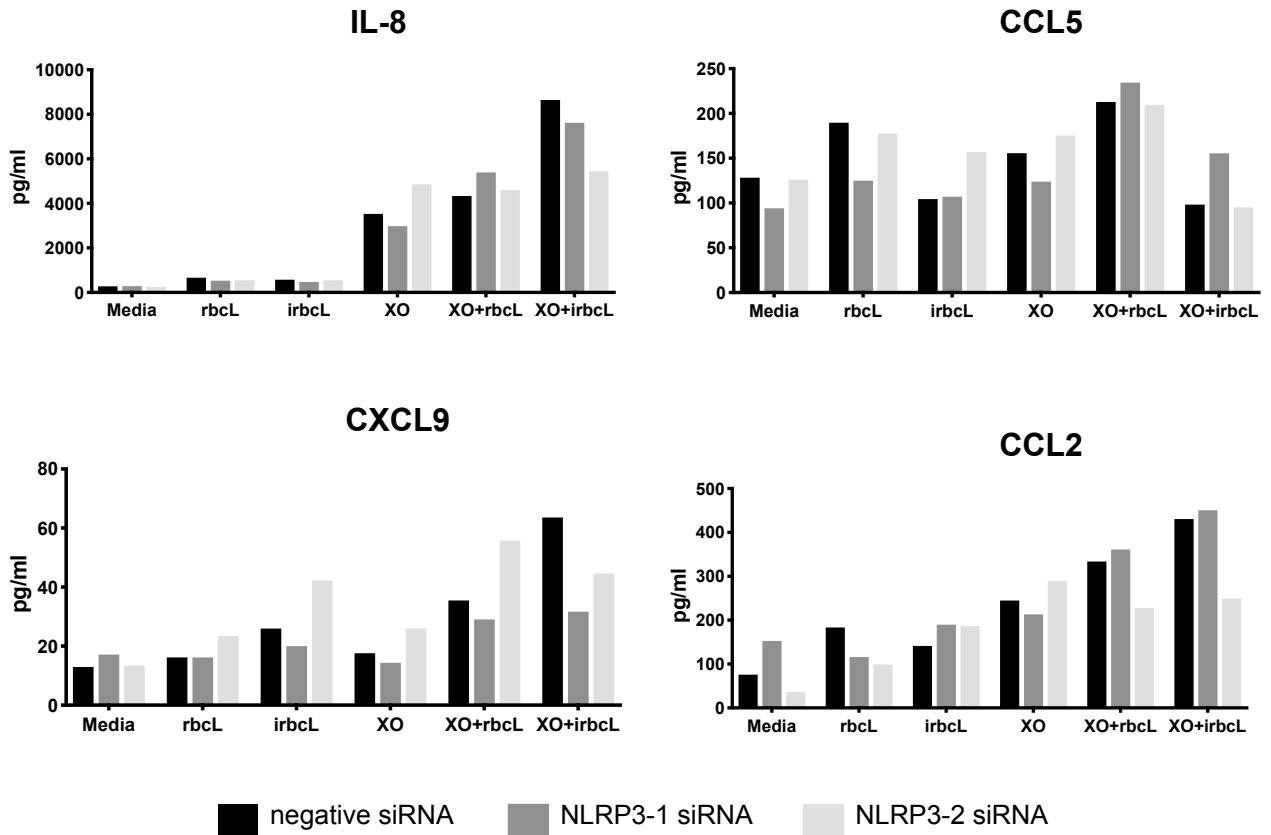 IL-8
10000
8000
6000
4000
2000
0
pg/ml
Media rbcL irbcL XO XO+rbcL XO+irbcL
CCL5
250
200
150
100
50
0
pg/ml
Media rbcL irbcL XO XO+rbcL XO+irbcL
CXCL9
80
60
40
20
0
pg/ml
Media rbcL irbcL XO XO+rbcL XO+irbcL
CCL2
500
400
300
200
100
0
pg/ml
Media rbcL irbcL XO XO+rbcL XO+irbcL
negative siRNA NLRP3-1 siRNA NLRP3-2 siRNA